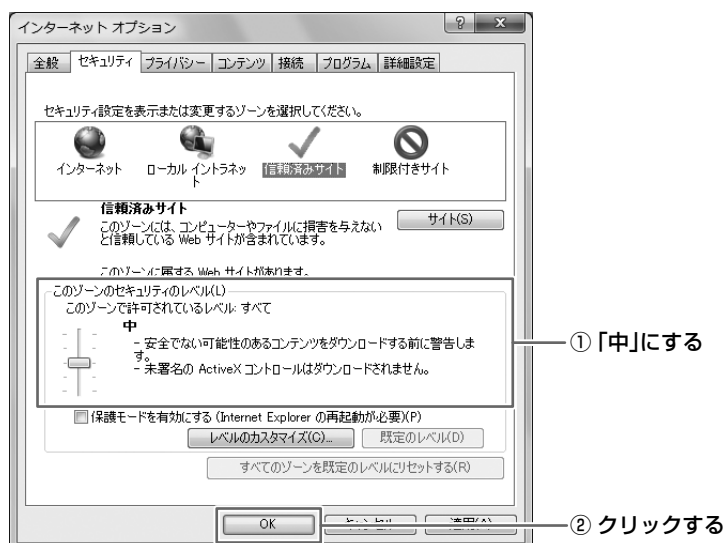 インターネット オプション
全般 セキュリティ プライバシー コンテンツ 接続 プログラム 詳細設定
セキュリティ設定を表示または変更するゾーンを選択してください。
インターネット ローカル イントラネット 信頼済みサイト 制限付きサイト
信頼済みサイト
このゾーンには、コンピューターやファイルに損害を与えない
と信頼している Web サイトが含まれています。
サイト(S)
このゾーンに属する Web サイトがあります。
このゾーンのセキュリティのレベル(L)
このゾーンで許可されているレベル: すべて
中
- 安全でない可能性のあるコンテンツをダウンロードする前に警告しま
す。
- 未署名の ActiveX コントロールはダウンロードされません。
① 「中」にする
保護モードを有効にする (Internet Explorer の再起動が必要)(P)
レベルのカスタマイズ(C)... 既定のレベル(D)
すべてのゾーンを既定のレベルにリセットする(R)
OK キャンセル 適用(A)
② クリックする